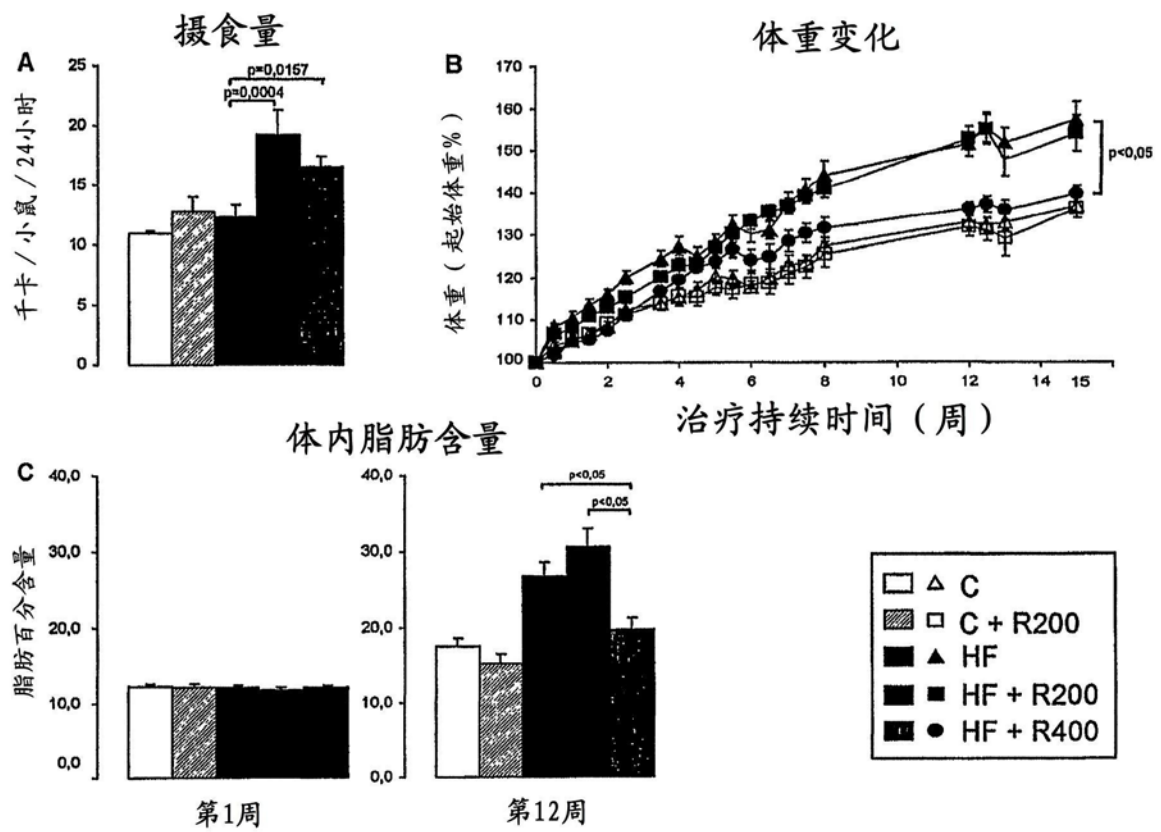 摄食量
A
千卡/小鼠/24小时
25
20
15
10
5
0
p=0,0157
p=0,0004
体重变化
B
体重（起始体重%）
170
160
150
140
130
120
110
100
p<0,05
0 2 4 6 8 10 12 14 15
治疗持续时间（周）
体内脂肪含量
C
脂肪百分含量
40,0
30,0
20,0
10,0
0,0
第1周
40,0
30,0
20,0
10,0
0,0
p<0,05
p<0,05
第12周
C
C + R200
HF
HF + R200
HF + R400